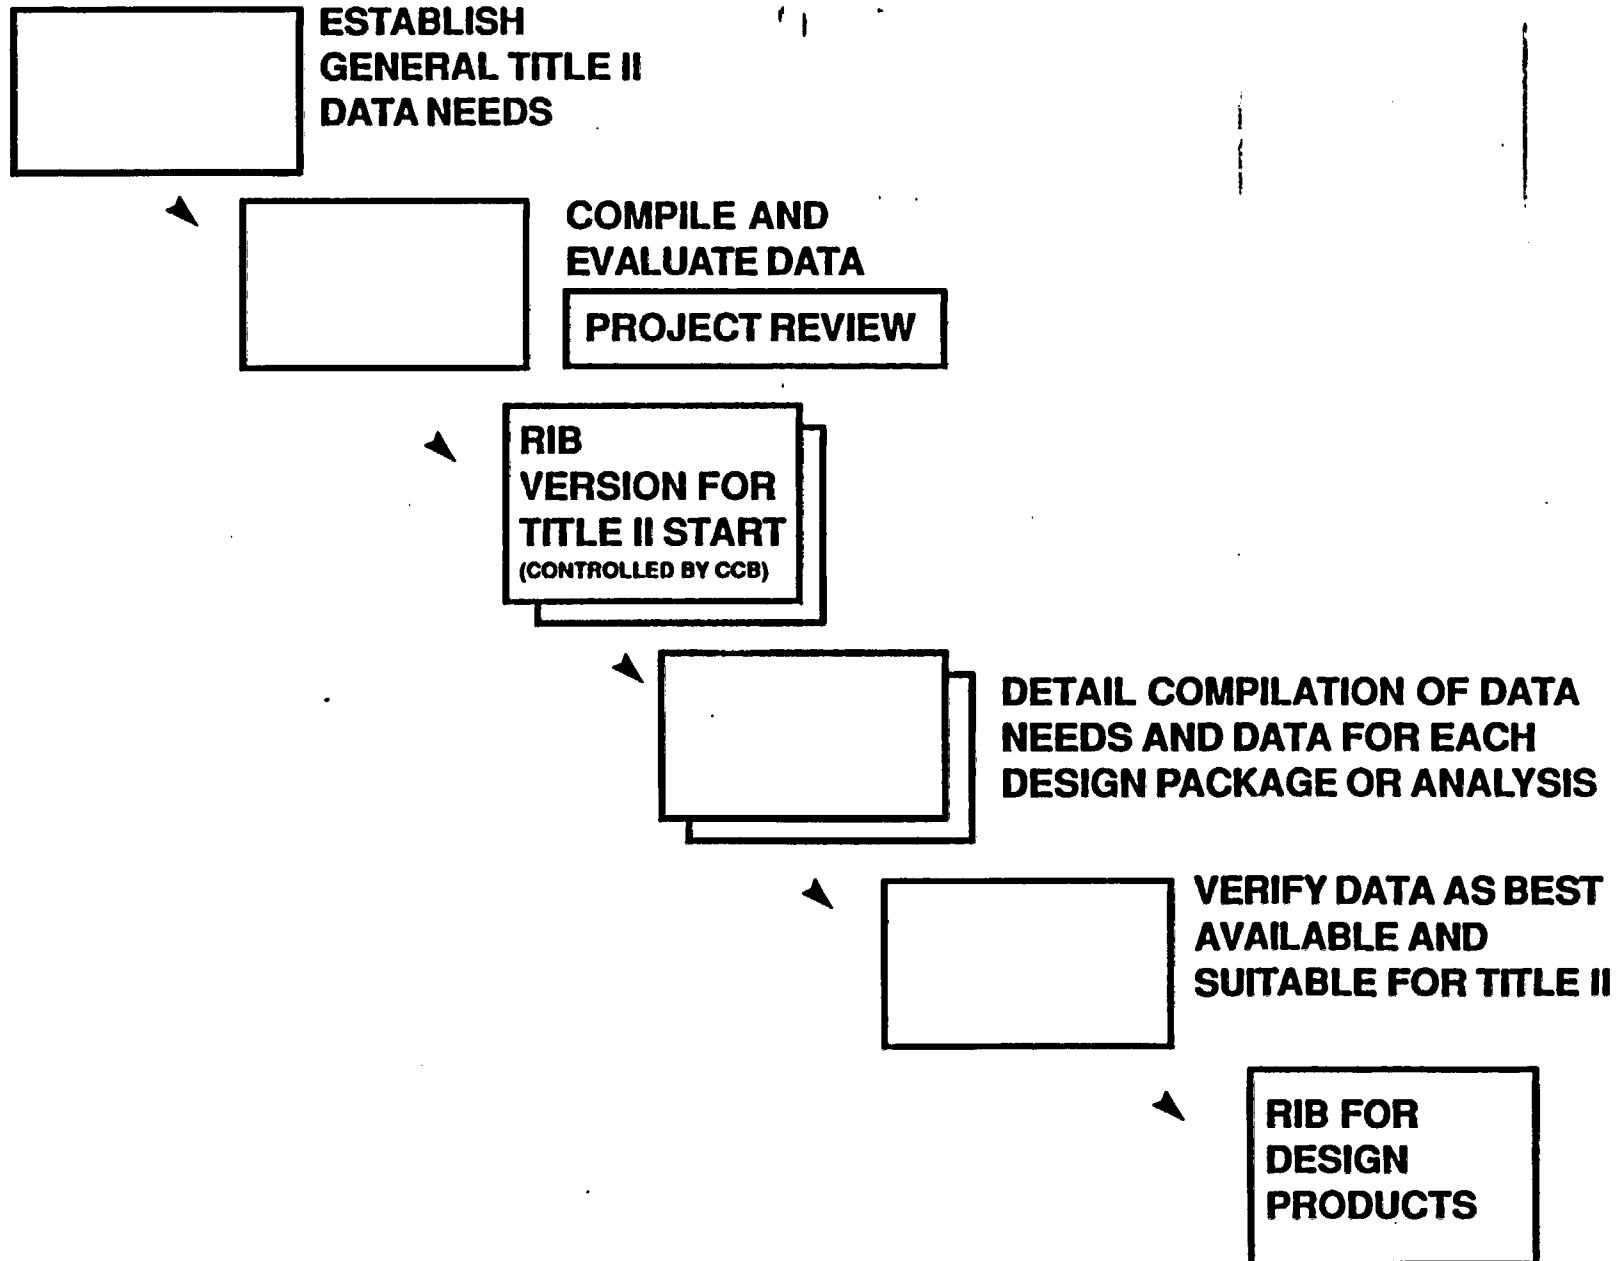 ESTABLISH
GENERAL TITLE II
DATA NEEDS
COMPILE AND
EVALUATE DATA
PROJECT REVIEW
RIB
VERSION FOR
TITLE II START
(CONTROLLED BY CCB)
DETAIL COMPILATION OF DATA
NEEDS AND DATA FOR EACH
DESIGN PACKAGE OR ANALYSIS
VERIFY DATA AS BEST
AVAILABLE AND
SUITABLE FOR TITLE II
RIB FOR
DESIGN
PRODUCTS